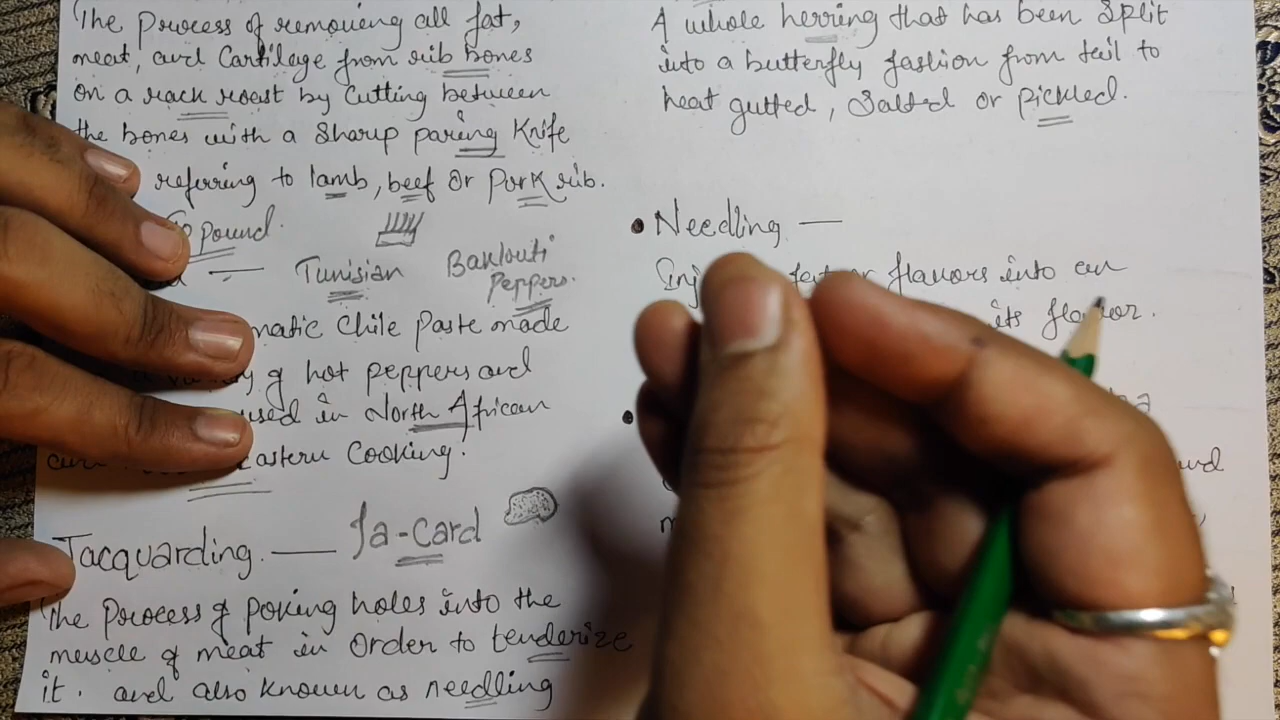 The Process of removing all fat,
meat, and Cartilage from rib bones
on a rack roast by Cutting between
the bones with a Sharp paring Knife
referring to lamb, beef Or Pork rib.
pound.
— Tunisian Baklouti
Peppers.
matic Chile Paste made
of hot peppers and
used in North African
astern Cooking.
Jacquarding. — Ja-Card
The Process of Poking holes into the
muscle of meat in Order to tenderize
it. and also known as needling
A whole herring that has been Split
into a butterfly fashion from tail to
heat gutted, Salted or pickled.
• Needling —
flavors into an
its flavor.